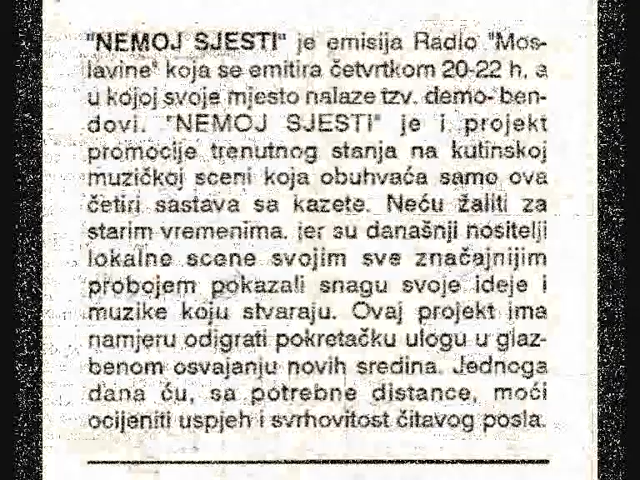 "NEMOJ SJESTI" je emisija Radio "Mos-
lavine" koja se emitira četvrtkom 20-22 h, a
u kojoj svoje mjesto nalaze tzv. demo-ben-
dovi. "NEMOJ SJESTI" je i projekt
promocije trenutnog stanja na kutinskoj
muzičkoj sceni koja obuhvaća samo ova
četiri sastava sa kazete. Neću žaliti za
starim vremenima, jer su današnji nositelji
lokalne scene svojim sve značajnijim
probojem pokazali snagu svoje ideje i
muzike koju stvaraju. Ovaj projekt ima
namjeru odigrati pokretačku ulogu u glaz-
benom osvajanju novih sredina. Jednoga
dana ću, sa potrebne distance, moći
ocijeniti uspjeh i svrhovitost čitavog posla.